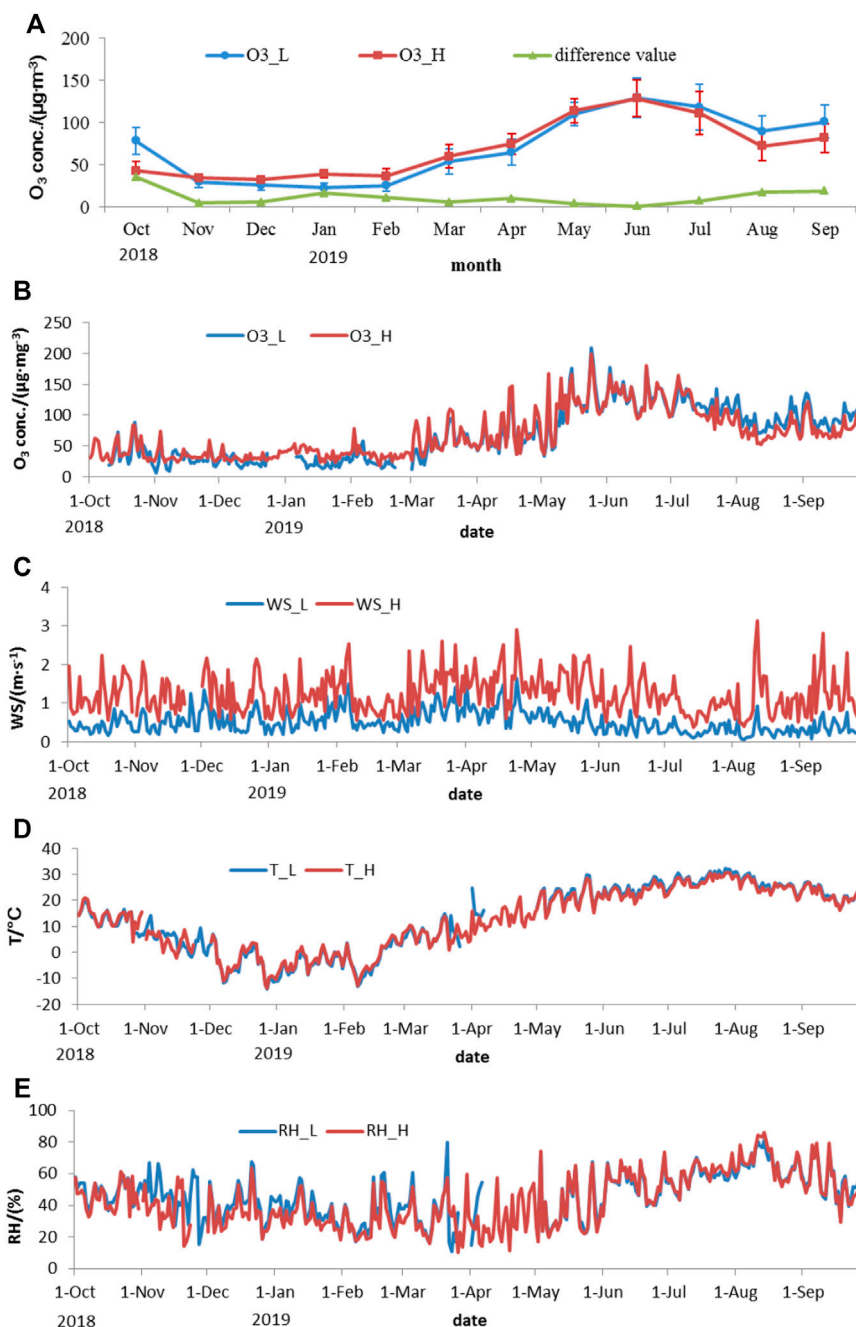 A
O3_L O3_H difference value
O₃ conc./(μg·m⁻³)
200
150
100
50
0
Oct Nov Dec Jan Feb Mar Apr May Jun Jul Aug Sep
2018 2019 month
B
O3_L O3_H
O₃ conc./(μg·mg⁻³)
250
200
150
100
50
0
1-Oct 1-Nov 1-Dec 1-Jan 1-Feb 1-Mar 1-Apr 1-May 1-Jun 1-Jul 1-Aug 1-Sep
2018 2019 date
C
WS_L WS_H
WS/(m·s⁻¹)
4
3
2
1
0
1-Oct 1-Nov 1-Dec 1-Jan 1-Feb 1-Mar 1-Apr 1-May 1-Jun 1-Jul 1-Aug 1-Sep
2018 2019 date
D
T_L T_H
T/°C
40
30
20
10
0
-10
-20
1-Oct 1-Nov 1-Dec 1-Jan 1-Feb 1-Mar 1-Apr 1-May 1-Jun 1-Jul 1-Aug 1-Sep
2018 2019 date
E
RH_L RH_H
RH/(%)
100
80
60
40
20
0
1-Oct 1-Nov 1-Dec 1-Jan 1-Feb 1-Mar 1-Apr 1-May 1-Jun 1-Jul 1-Aug 1-Sep
2018 2019 date